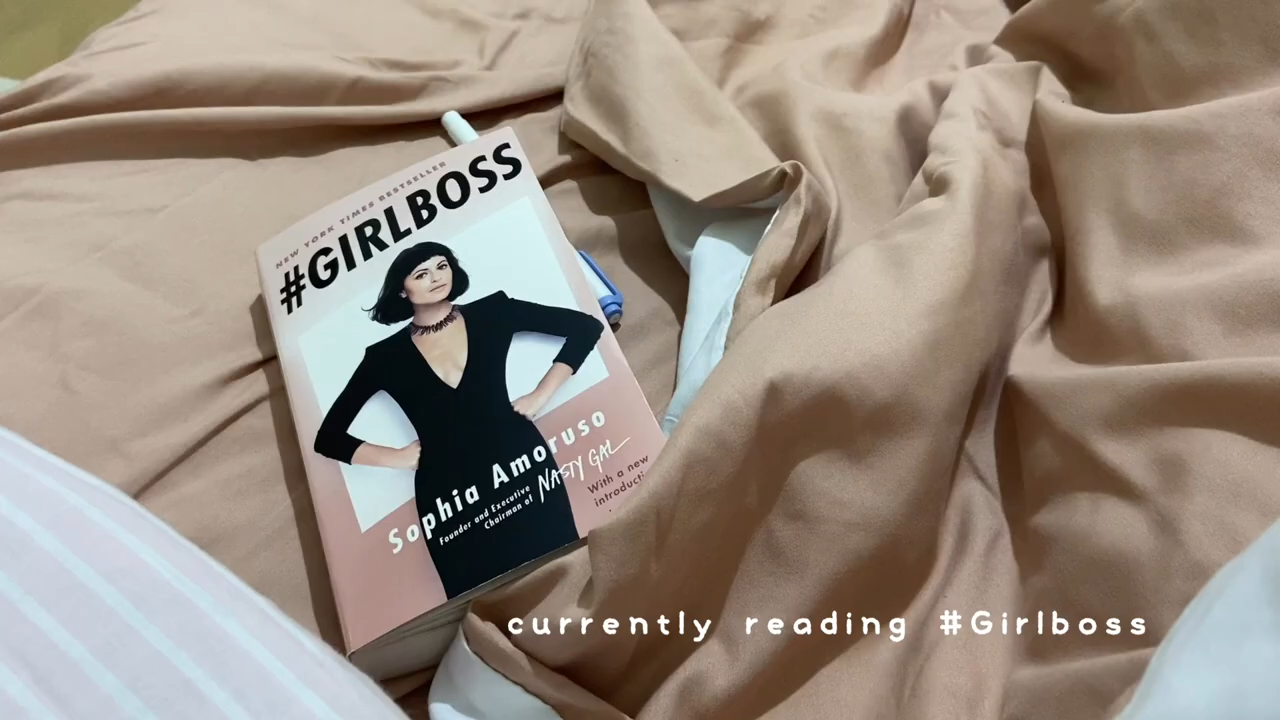 NEW YORK TIMES BESTSELLER
#GIRLBOSS
Sophia Amoruso
Founder and Executive
Chairman of NASTY GAL
With a new
currently reading #Girlboss